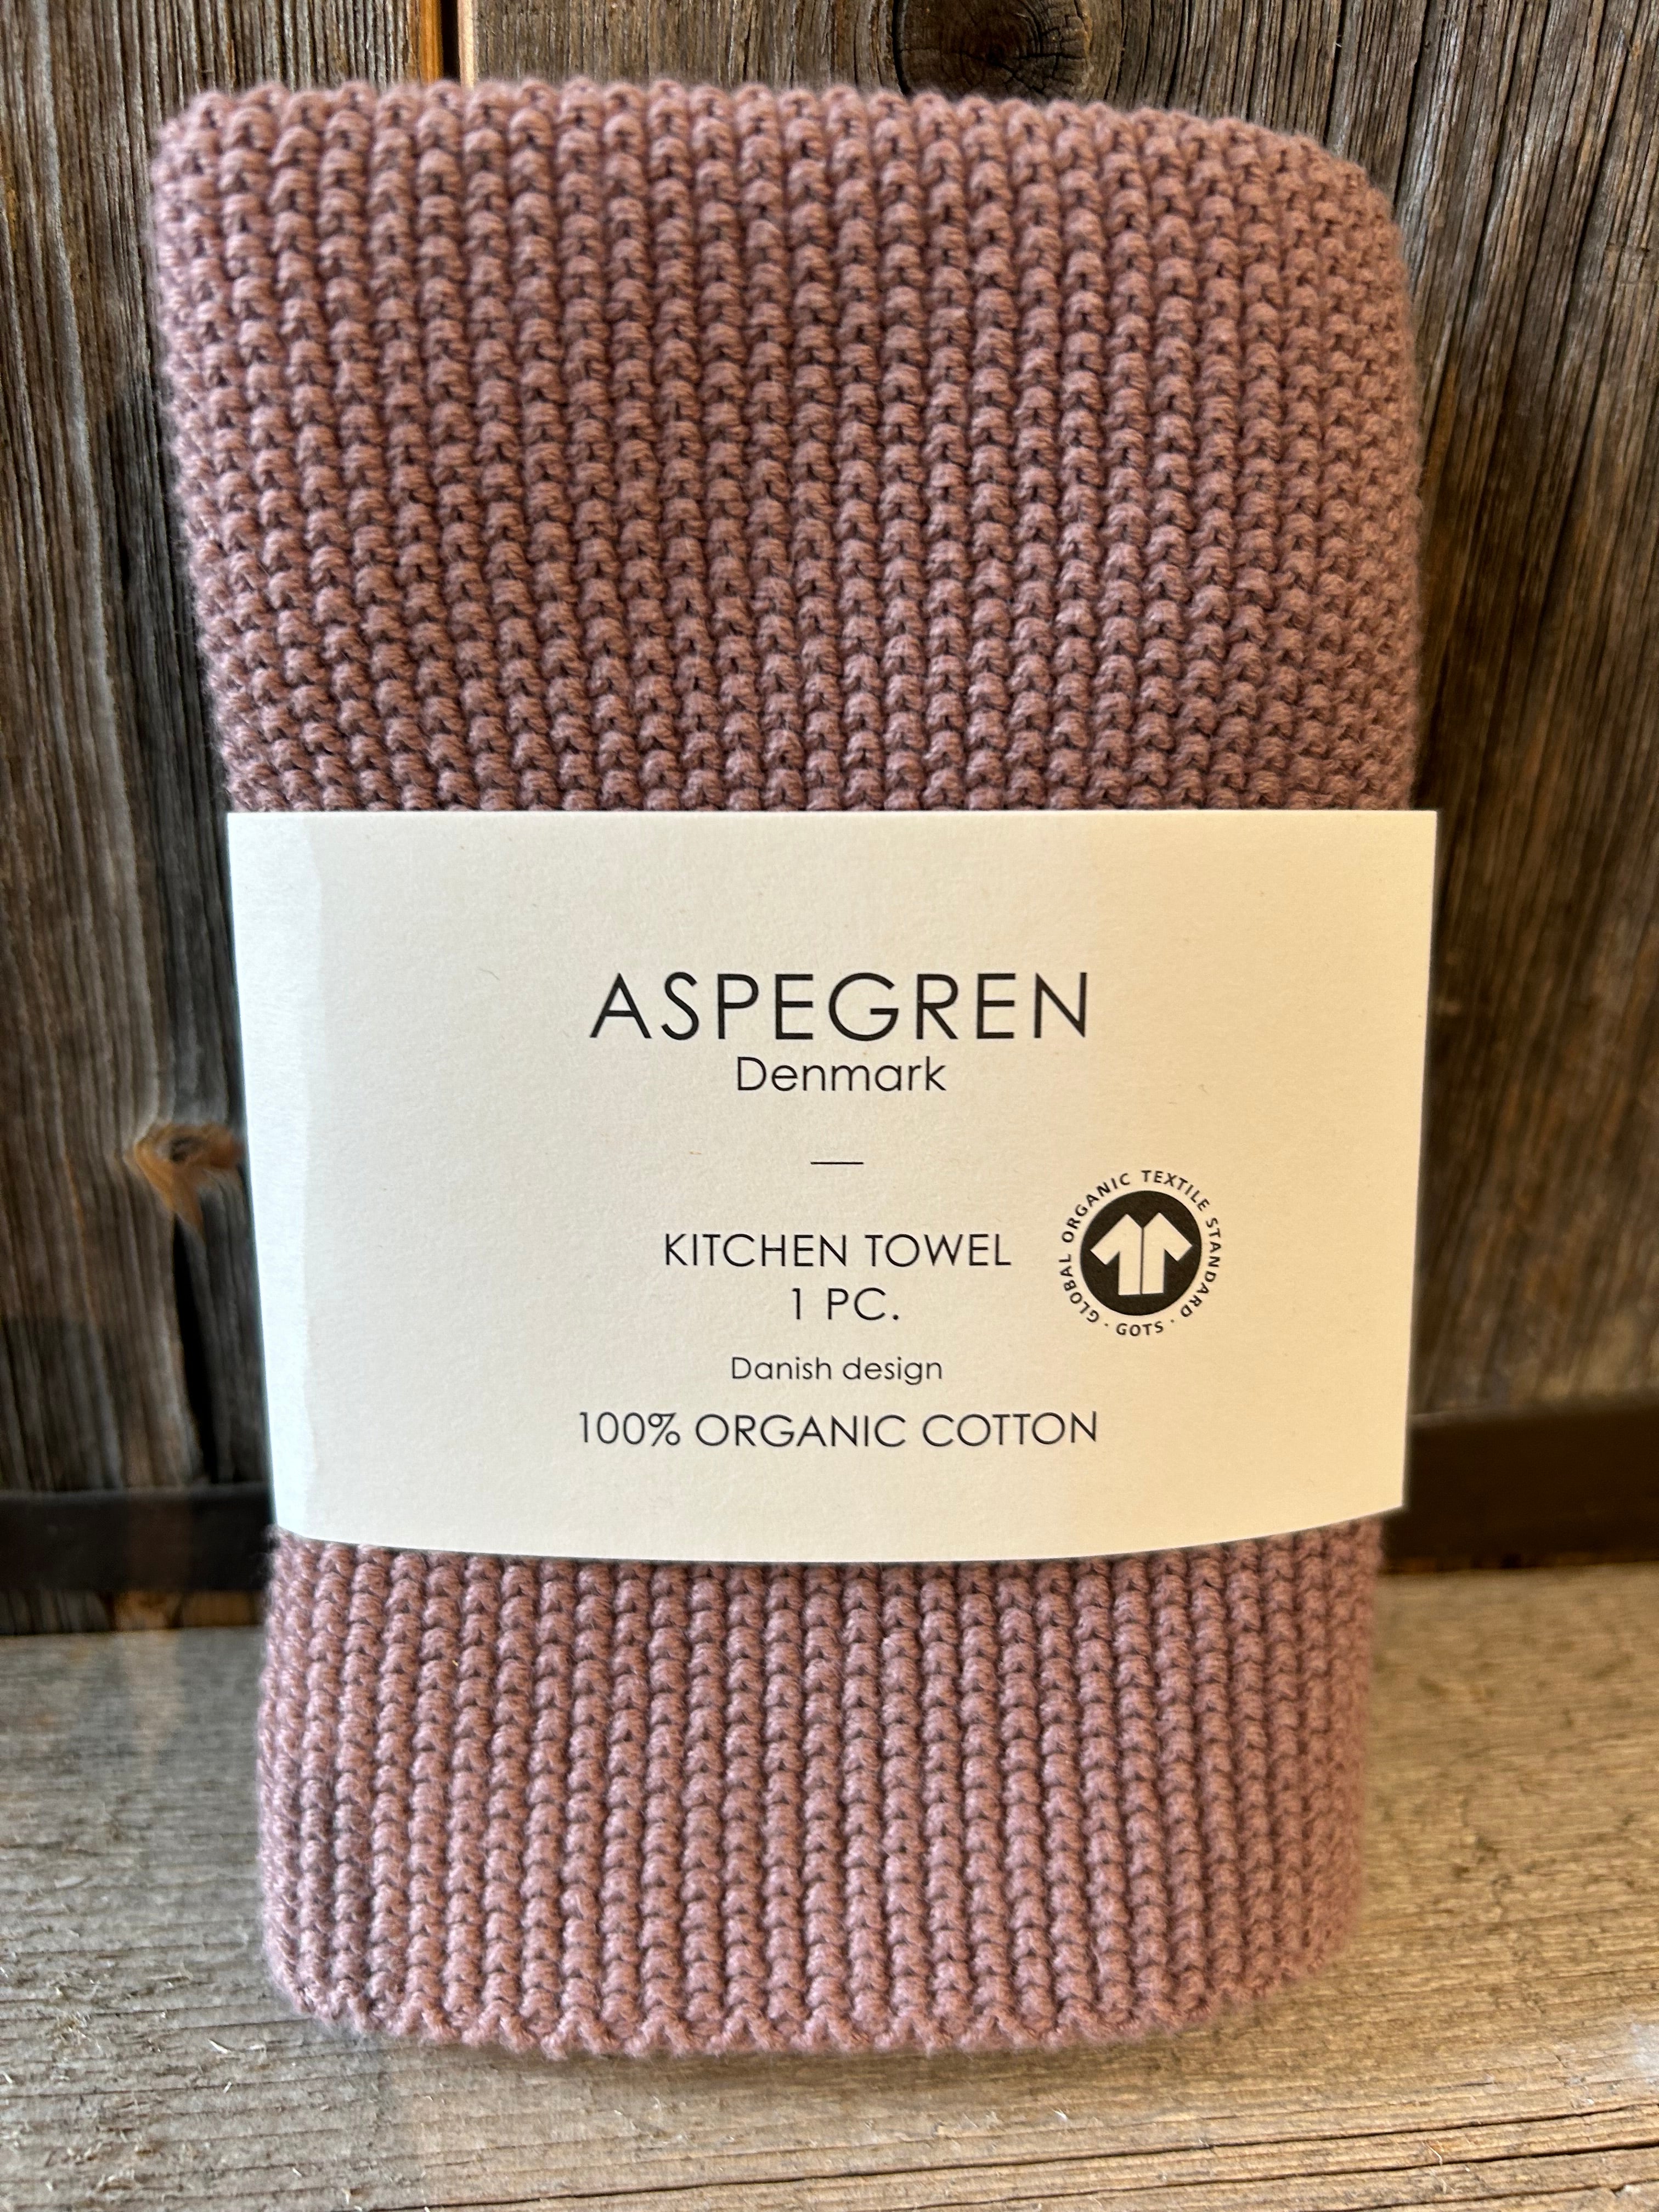 ASPEGREN
Denmark
KITCHEN TOWEL
1 PC.
GLOBAL ORGANIC TEXTILE STANDARD · GOTS ·
Danish design
100% ORGANIC COTTON